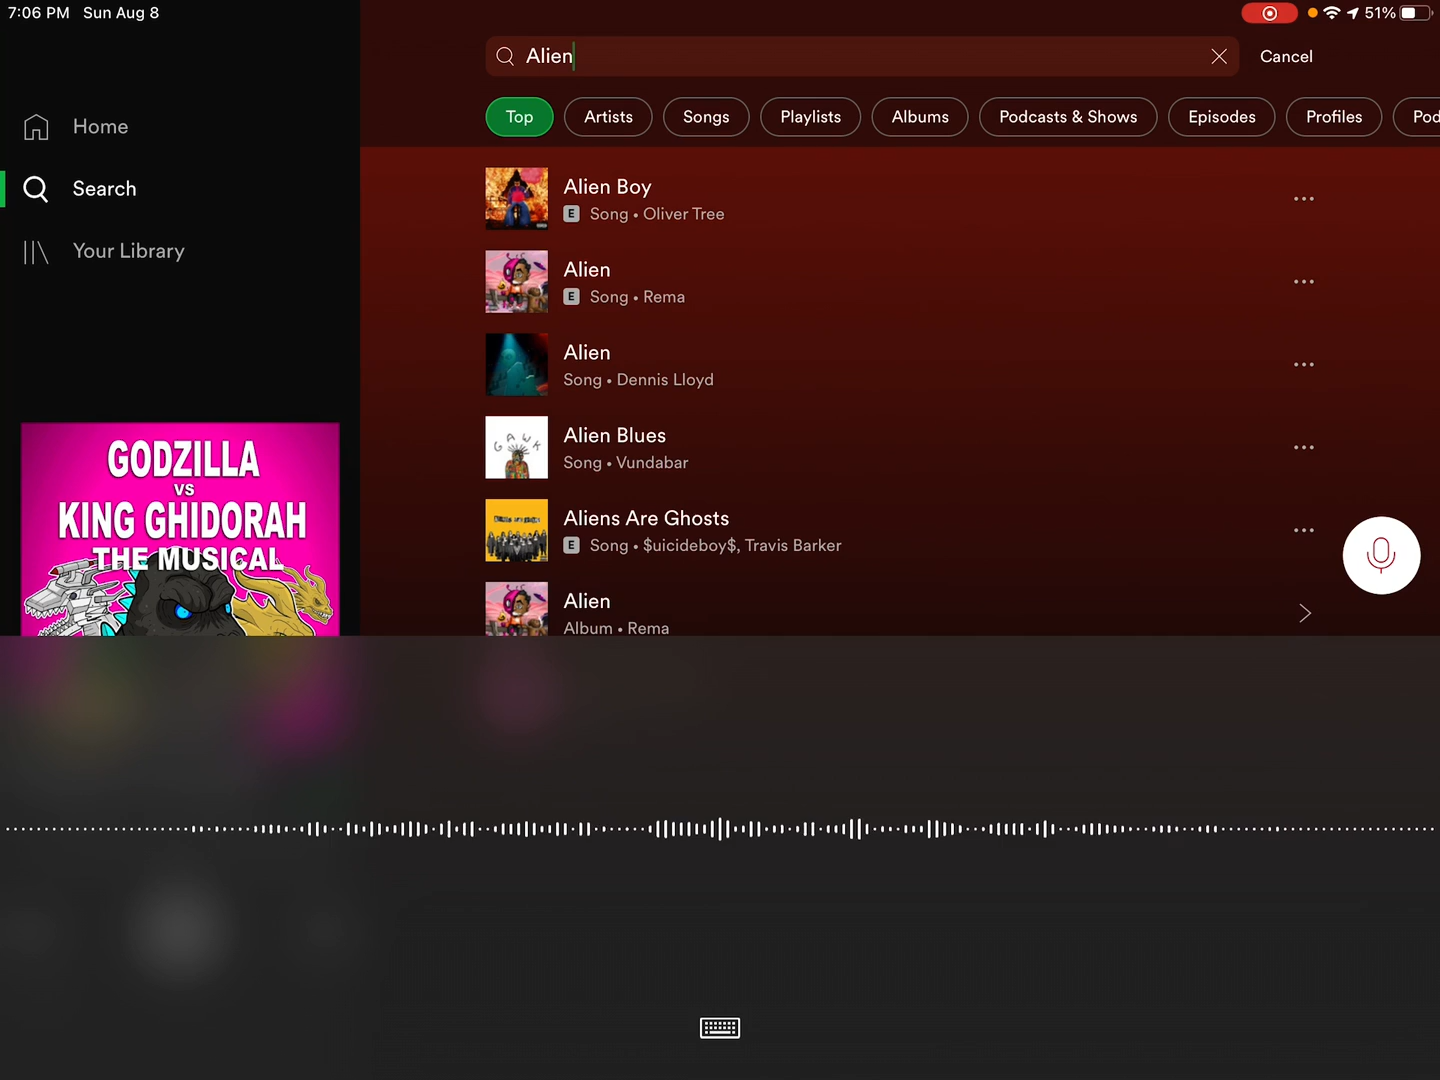 7:06 PM Sun Aug 8
51%
Alien
Cancel
Top
Artists
Songs
Playlists
Albums
Podcasts & Shows
Episodes
Profiles
Pod
Home
Search
Your Library
Alien Boy
E Song • Oliver Tree
Alien
E Song • Rema
Alien
Song • Dennis Lloyd
GAWK
Alien Blues
Song • Vundabar
Aliens Are Ghosts
E Song • $uicideboy$, Travis Barker
Alien
Album • Rema
GODZILLA
VS
KING GHIDORAH
THE MUSICAL